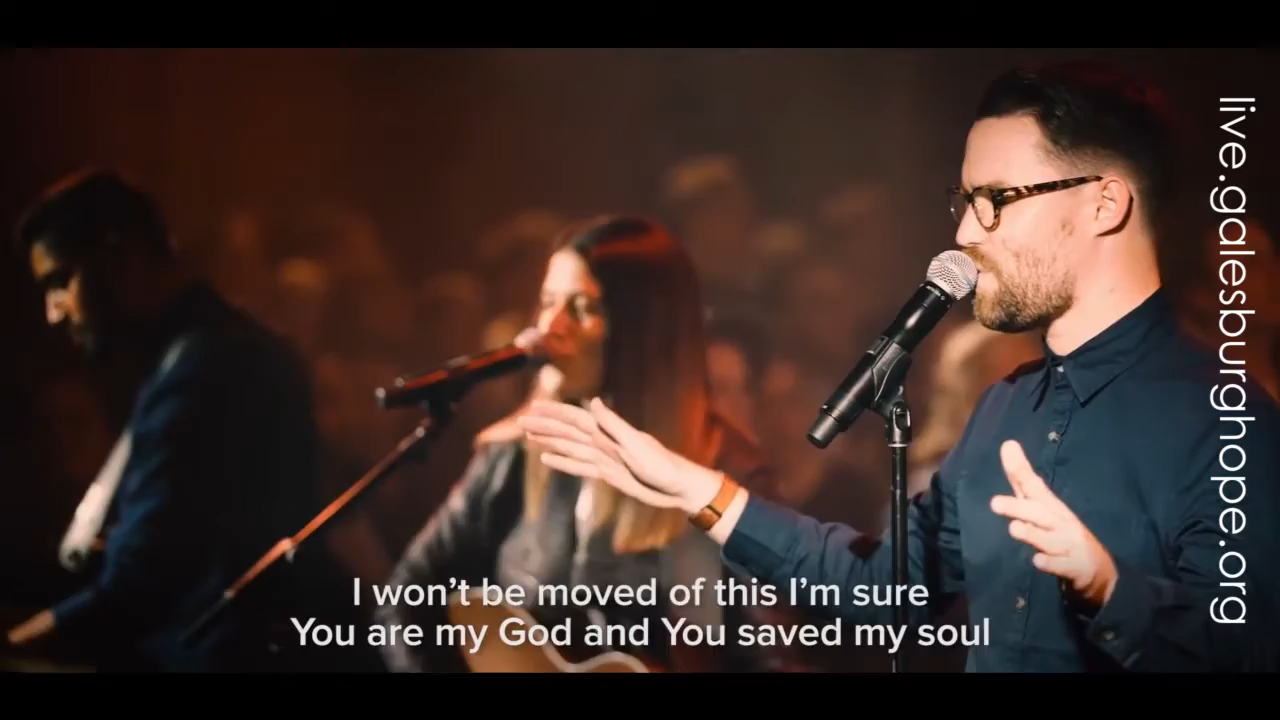 I won't be moved of this I'm sure
You are my God and You saved my soul
live.galesburghope.org